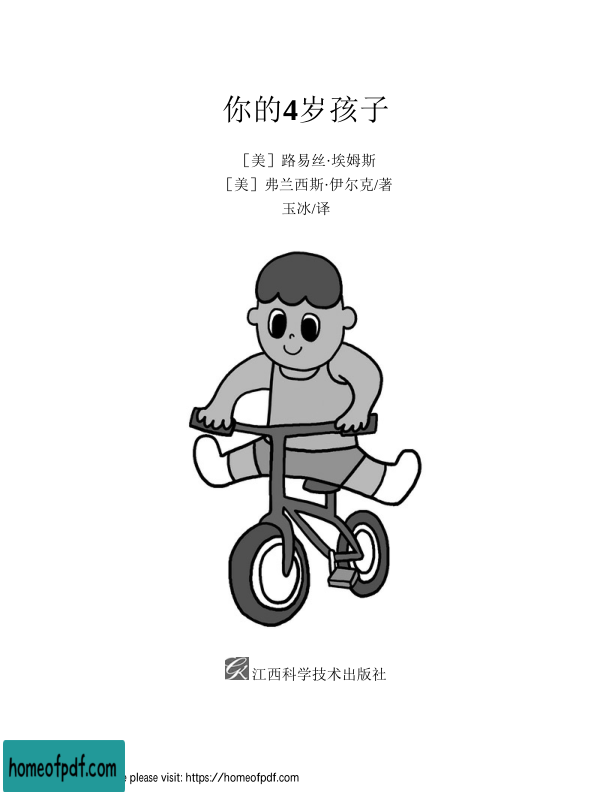 你的4岁孩子
［美］路易丝·埃姆斯
［美］弗兰西斯·伊尔克/著
玉冰/译
江西科学技术出版社
homeofpdf.com
e please visit: https://homeofpdf.com